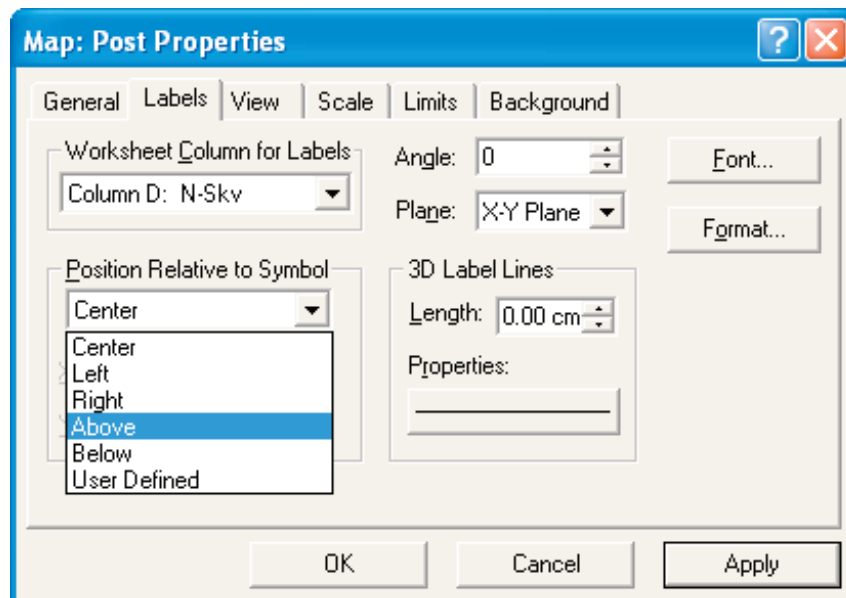 Map: Post Properties
General Labels View Scale Limits Background
Worksheet Column for Labels
Column D: N-Skv
Angle: 0
Plane: X-Y Plane
Font...
Format...
Position Relative to Symbol
Center
Center
Left
Right
Above
Below
User Defined
3D Label Lines
Length: 0.00 cm
Properties:
OK Cancel Apply